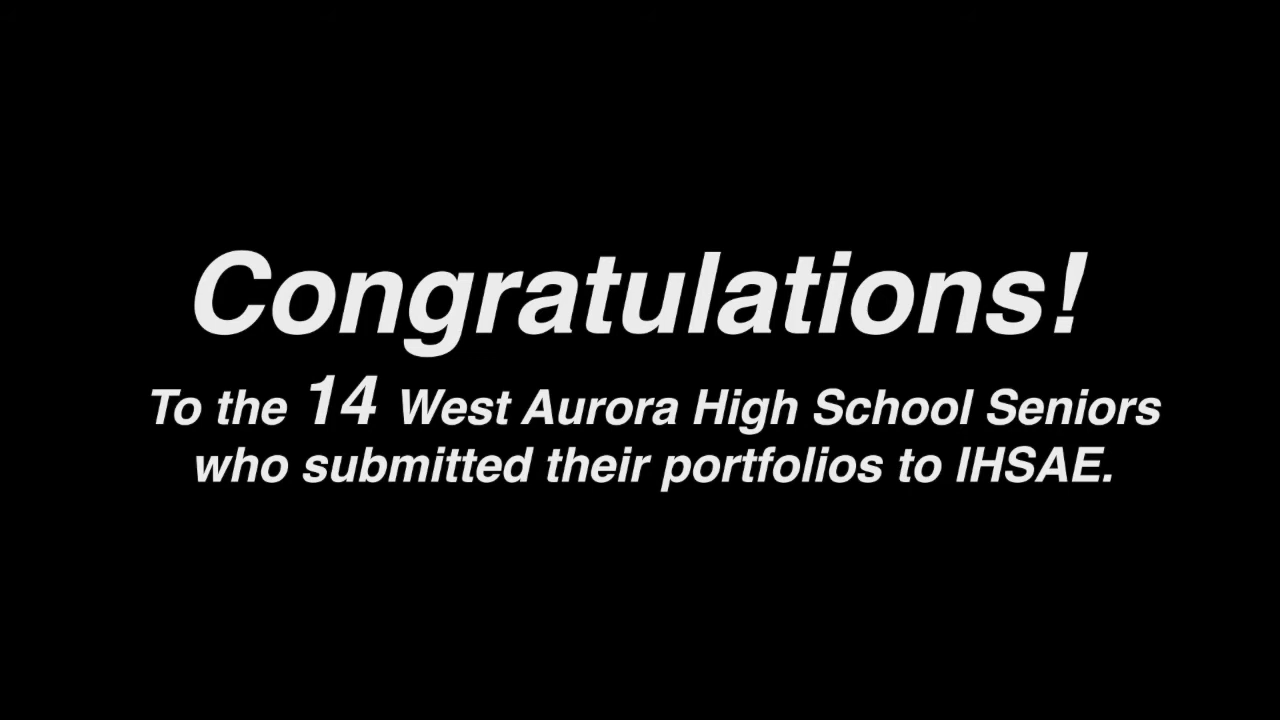 Congratulations!
To the 14 West Aurora High School Seniors
who submitted their portfolios to IHSAE.